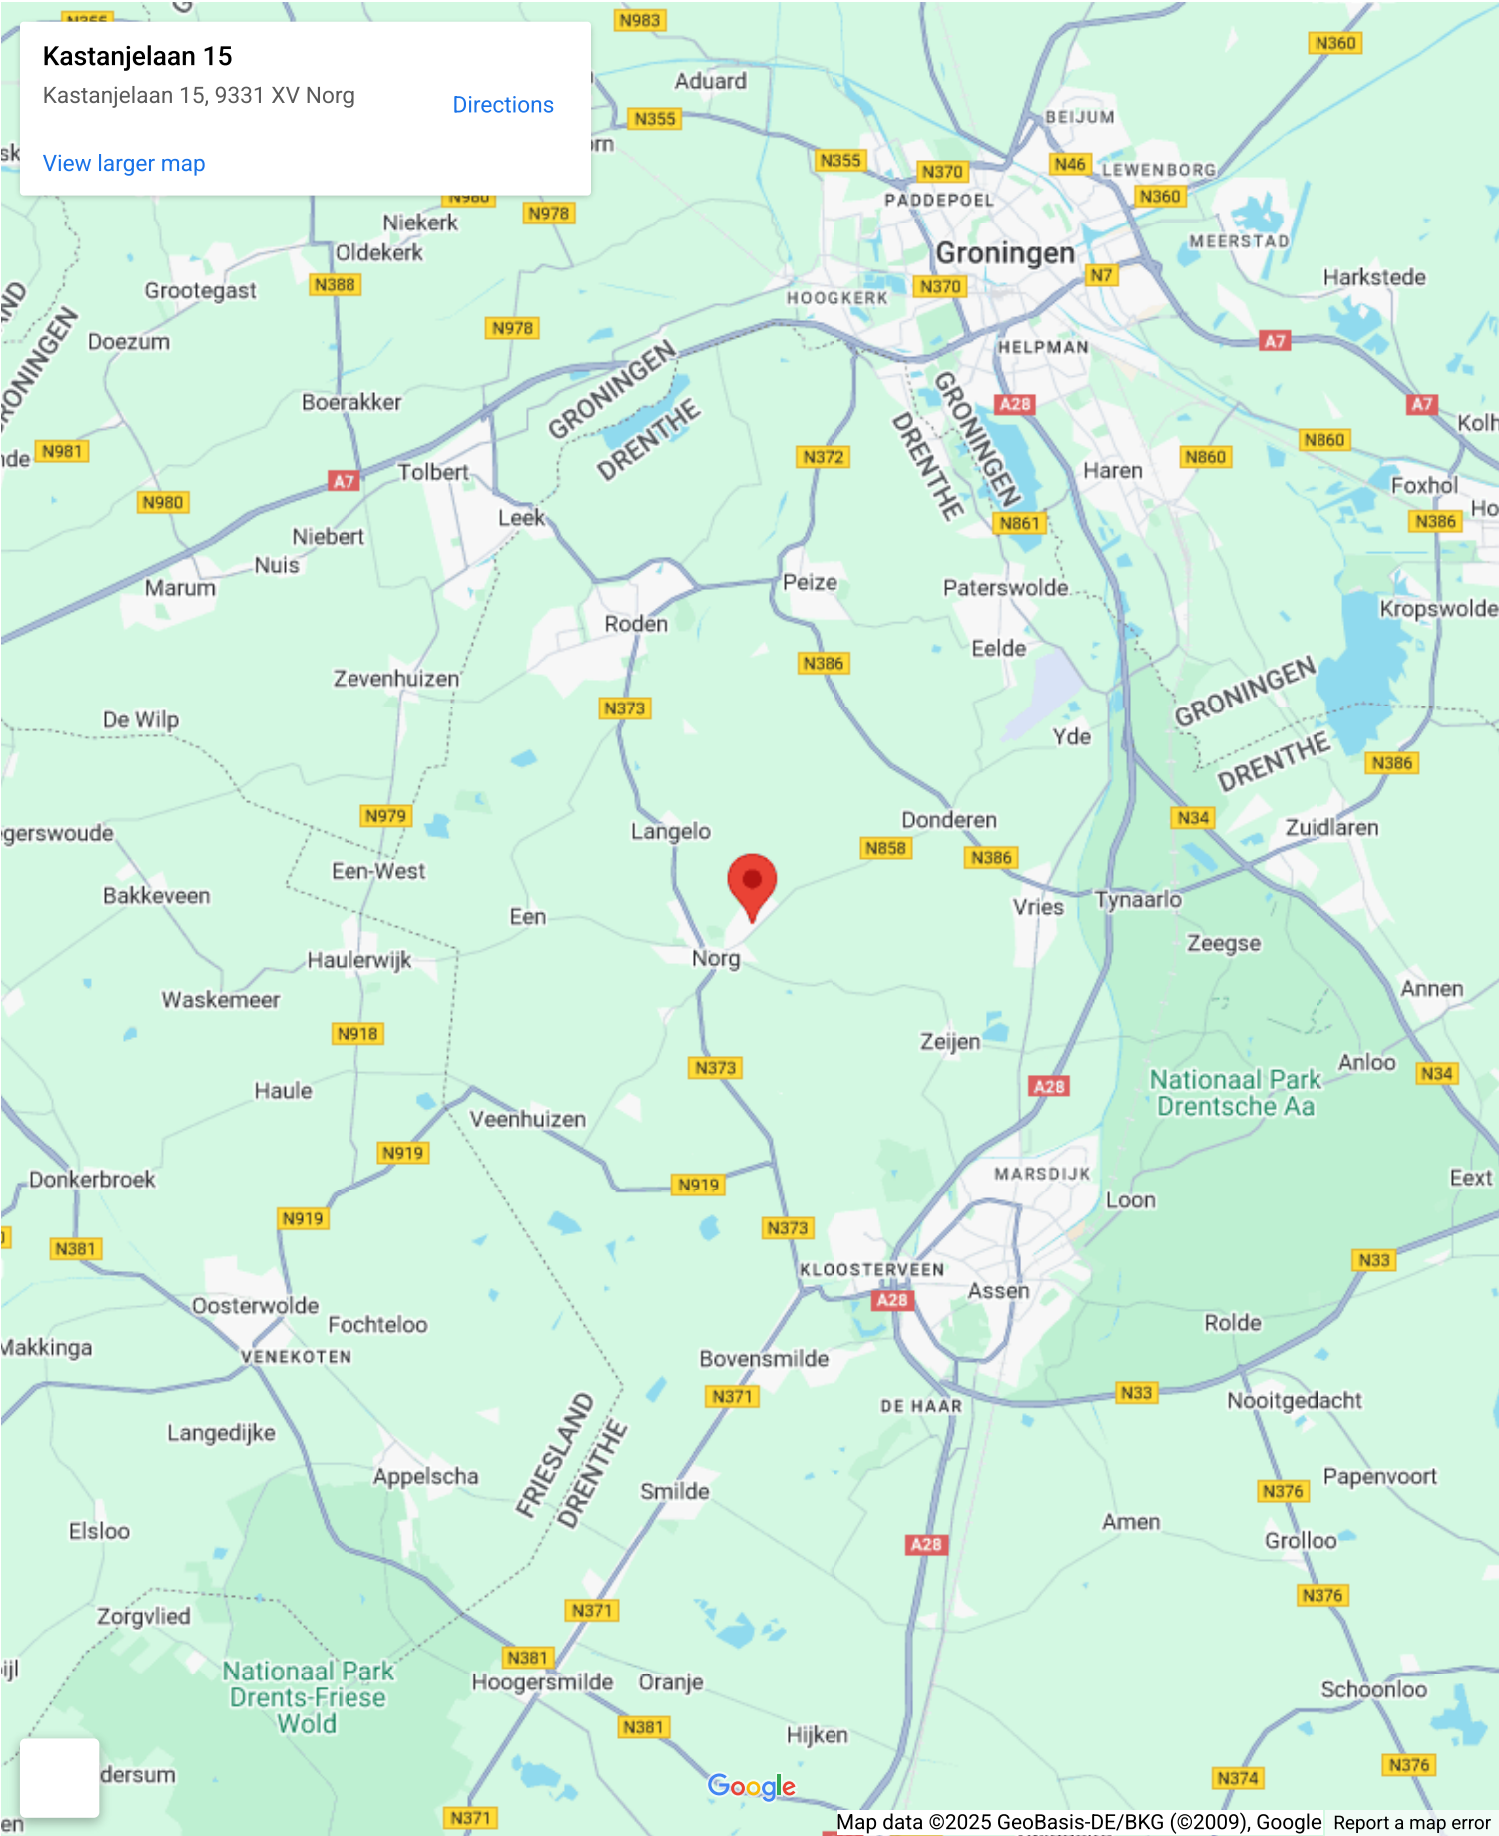 N355
Kastanjelaan 15
Kastanjelaan 15, 9331 XV Norg
Directions
View larger map
N983
N360
Aduard
N355
BEIJUM
N355
N46
N370
LEWENBORG
N360
PADDEPOEL
N980
N978
Niekerk
Oldekerk
MEERSTAD
Groningen
N7
Harkstede
N388
Grootegast
N370
HOOGKERK
N978
Doezum
A7
HELPMAN
GRONINGEN
GRONINGEN
DRENTHE
GRONINGEN
DRENTHE
Boerakker
A28
A7
N981
N860
N372
N860
Tolbert
Haren
A7
Foxhol
N980
Leek
N861
N386
Niebert
Nuis
Marum
Peize
Paterswolde
Kropswolde
Roden
Eelde
N386
Zevenhuizen
GRONINGEN
DRENTHE
N373
De Wilp
Yde
N386
N979
Donderen
N34
Zuidlaren
egerswoude
Langelo
N858
N386
Een-West
Bakkeveen
Vries
Tynaarlo
Een
Zeegse
Haulerwijk
Norg
Waskemeer
Annen
N918
Zeijen
Anloo
N373
N34
A28
Nationaal Park
Drentsche Aa
Haule
Veenhuizen
N919
Donkerbroek
MARSDIJK
N919
Eext
Loon
N919
N373
N381
N33
KLOOSTERVEEN
Assen
A28
Oosterwolde
Fochteloo
Rolde
Makkinga
VENEKOTEN
Bovensmilde
N371
N33
DE HAAR
Nooitgedacht
Langedijke
FRIESLAND
DRENTHE
Appelscha
Smilde
N376
Papenvoort
Elsloo
Amen
A28
Grolloo
N376
Zorgvlied
N371
N381
Nationaal Park
Drents-Friese
Wold
Hoogersmilde
Oranje
Schoonloo
N381
Hijken
N376
dersum
N374
Google
N371
Map data ©2025 GeoBasis-DE/BKG (©2009), Google
Report a map error